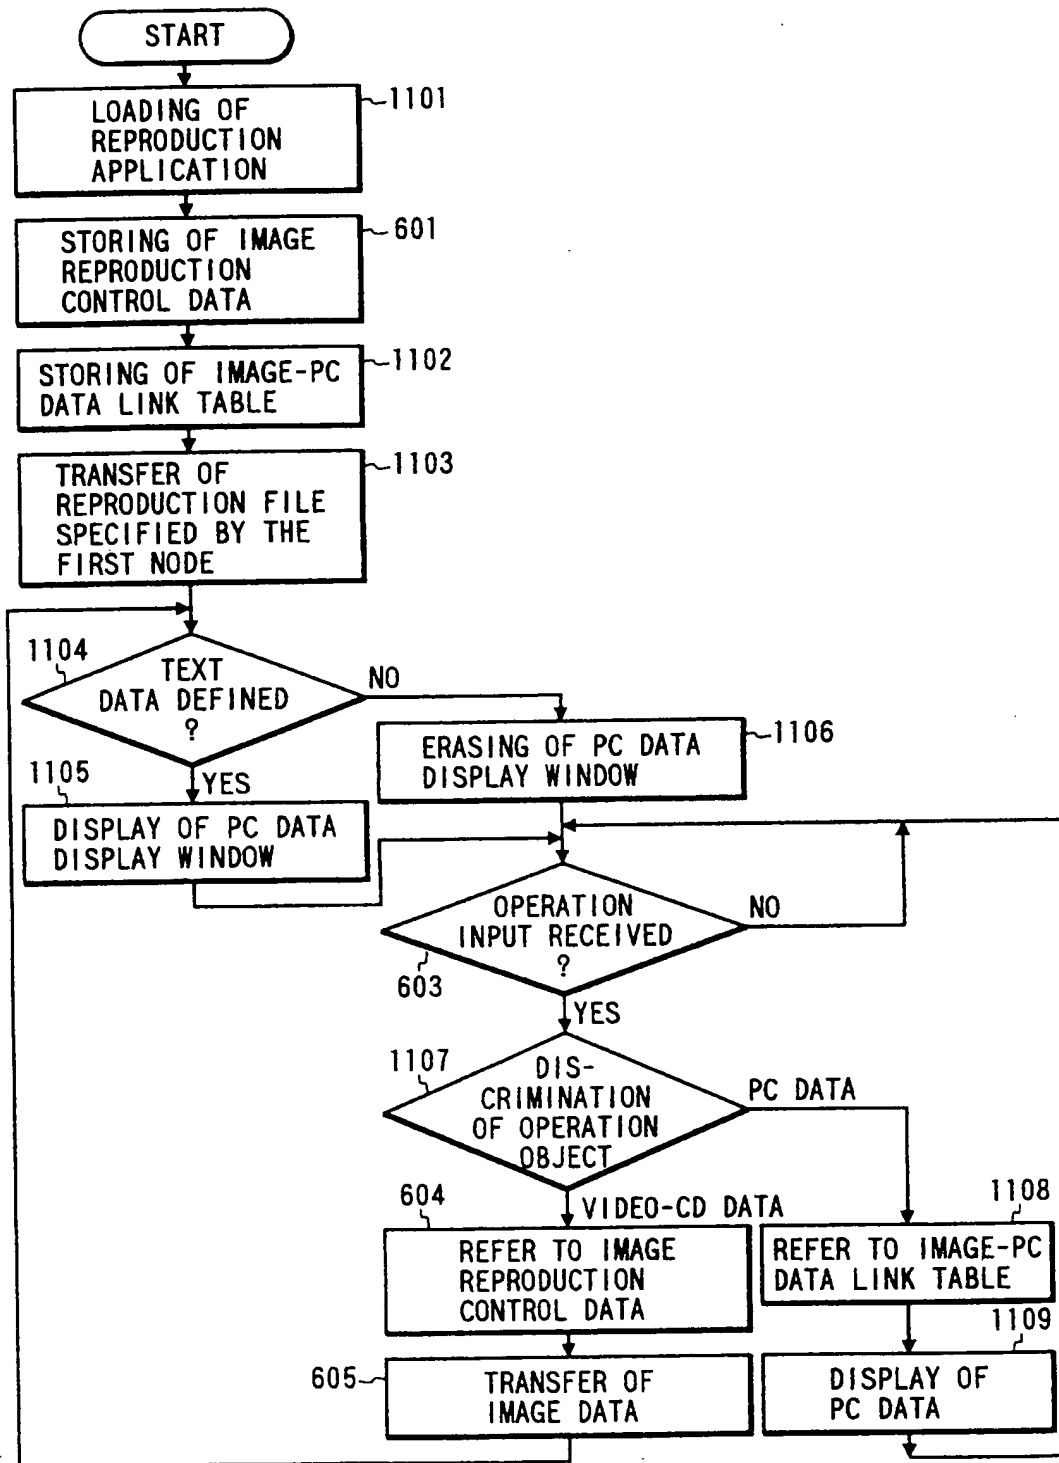 START
LOADING OF
REPRODUCTION
APPLICATION
1101
STORING OF IMAGE
REPRODUCTION
CONTROL DATA
601
STORING OF IMAGE-PC
DATA LINK TABLE
1102
TRANSFER OF
REPRODUCTION FILE
SPECIFIED BY THE
FIRST NODE
1103
1104
TEXT
DATA DEFINED
?
NO
YES
1105
DISPLAY OF PC DATA
DISPLAY WINDOW
ERASING OF PC DATA
DISPLAY WINDOW
1106
OPERATION
INPUT RECEIVED
?
NO
603
YES
1107
DIS-
CRIMINATION
OF OPERATION
OBJECT
PC DATA
VIDEO-CD DATA
604
REFER TO IMAGE
REPRODUCTION
CONTROL DATA
1108
REFER TO IMAGE-PC
DATA LINK TABLE
605
TRANSFER OF
IMAGE DATA
1109
DISPLAY OF
PC DATA